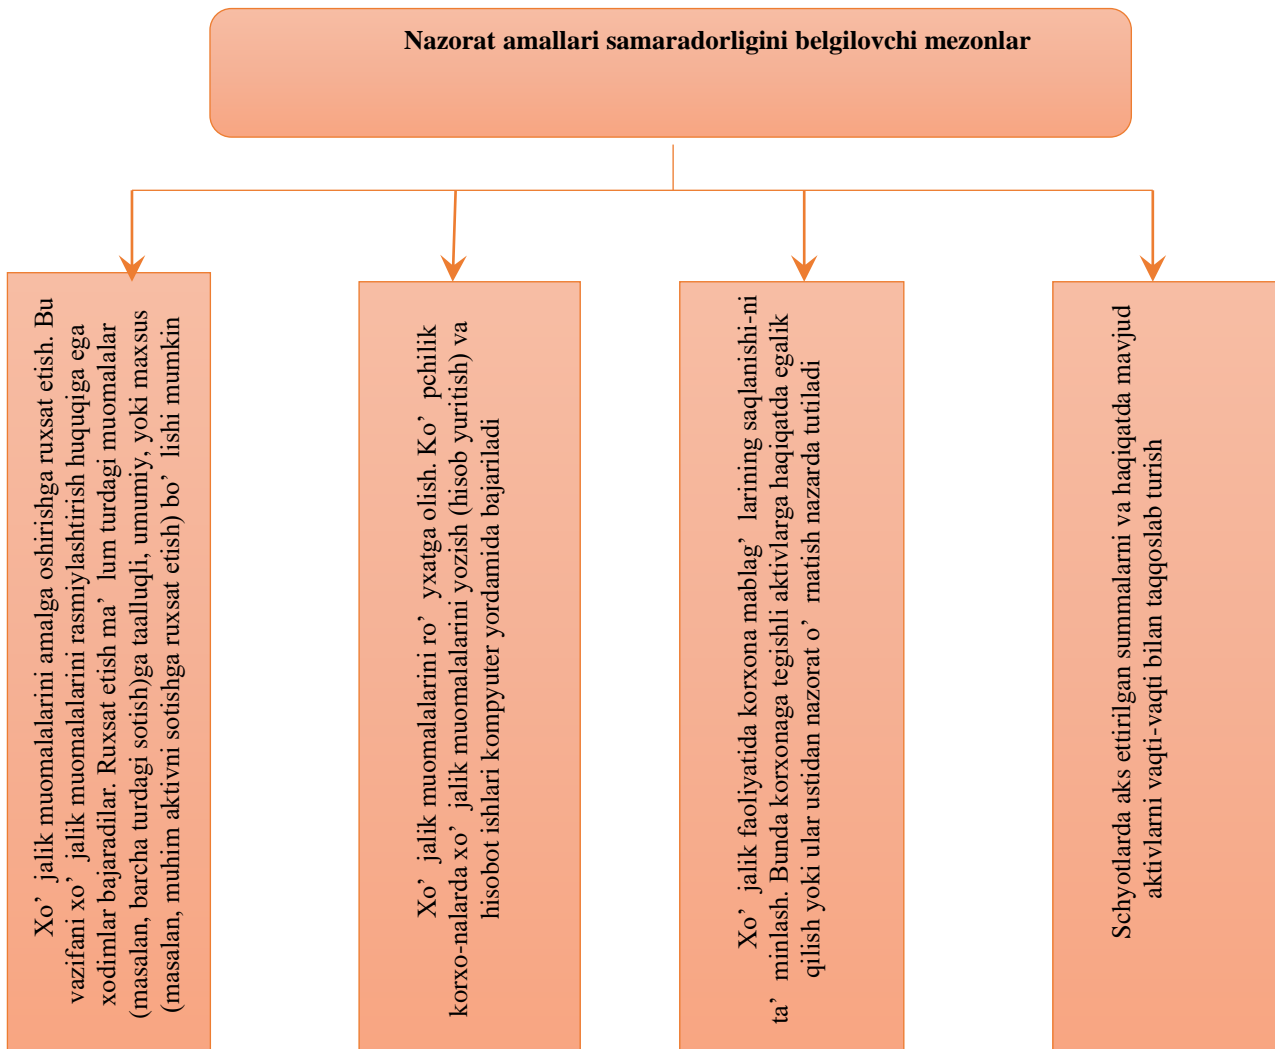 Nazorat amallari samaradorligini belgilovchi mezonlar
Xo’ jalik muomalalarini amalga oshirishga ruxsat etish. Bu
vazifani xo’ jalik muomalalarini rasmiylashtirish huquqiga ega
xodimlar bajaradilar. Ruxsat etish ma’ lum turdagi muomalalar
(masalan, barcha turdagi sotish)ga taalluqli, umumiy, yoki maxsus
(masalan, muhim aktivni sotishga ruxsat etish) bo’ lishi mumkin
Xo’ jalik muomalalarini ro’ yxatga olish. Ko’ pchilik
korxo-nalarda xo’ jalik muomalalarini yozish (hisob yuritish) va
hisobot ishlari kompyuter yordamida bajariladi
Xo’ jalik faoliyatida korxona mablag’ larining saqlanishi-ni
ta’ minlash. Bunda korxonaga tegishli aktivlarga haqiqatda egalik
qilish yoki ular ustidan nazorat o’ rnatish nazarda tutiladi
Schyotlarda aks ettirilgan summalarni va haqiqatda mavjud
aktivlarni vaqti-vaqti bilan taqqoslab turish